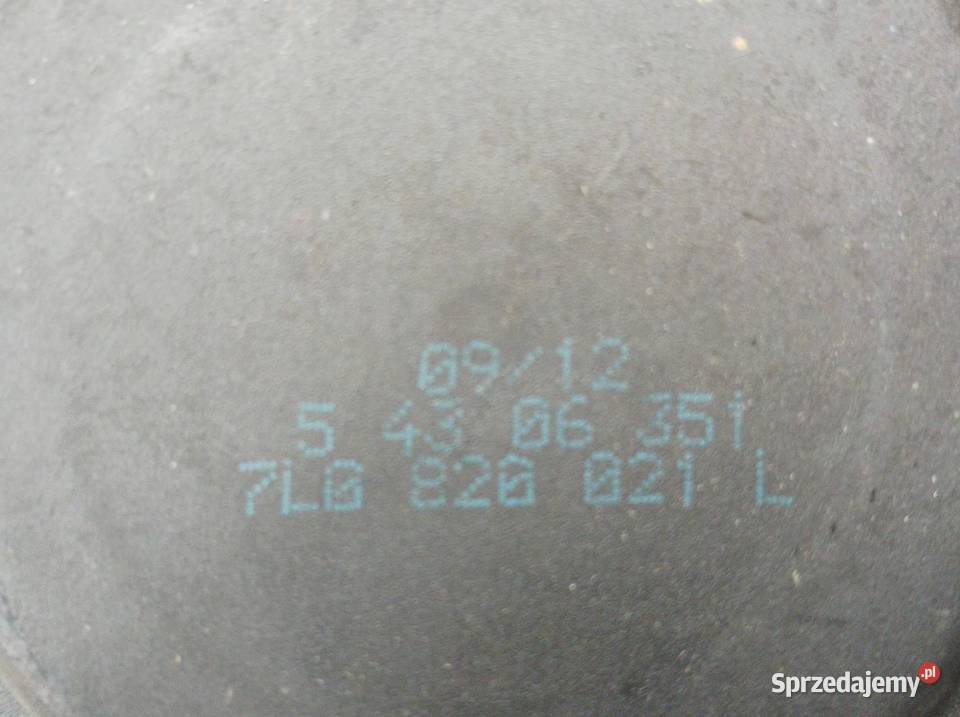 09/12
5 43 06 351
7L0 820 021 L
Sprzedajemy.pl